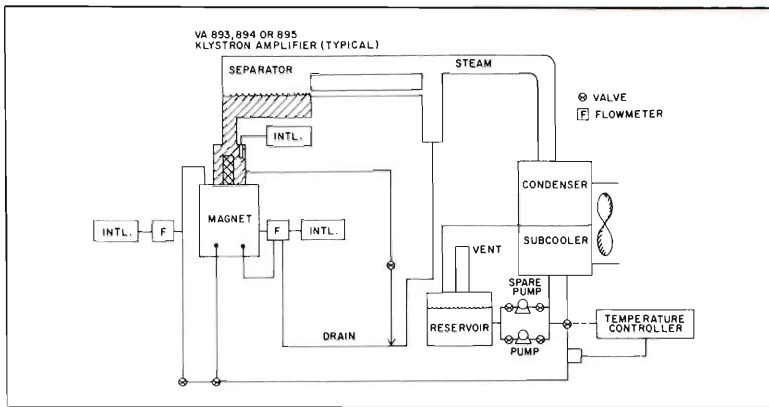 VA 893, 894 OR 895
KLYSTRON AMPLIFIER (TYPICAL)
SEPARATOR
STEAM
VALVE
F FLOWMETER
INTL.
CONDENSER
MAGNET
INTL.
F
F
INTL.
SUBCOOLER
VENT
SPARE
PUMP
RESERVOIR
TEMPERATURE
CONTROLLER
DRAIN
PUMP